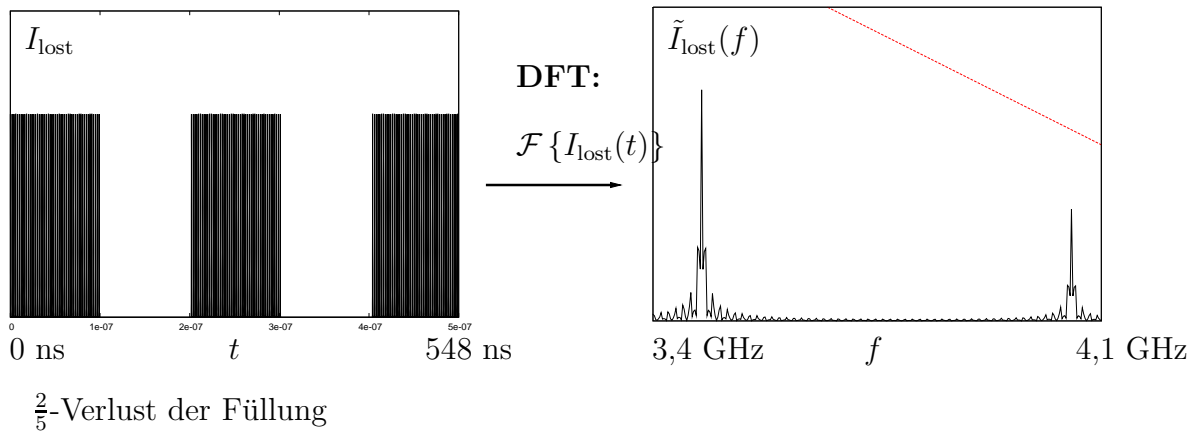 I_lost
DFT:
ℱ {I_lost(t)}
Ĩ_lost(f)
0 1e-07 2e-07 3e-07 4e-07 5e-07
0 ns t 548 ns
3,4 GHz f 4,1 GHz
2/5-Verlust der Füllung